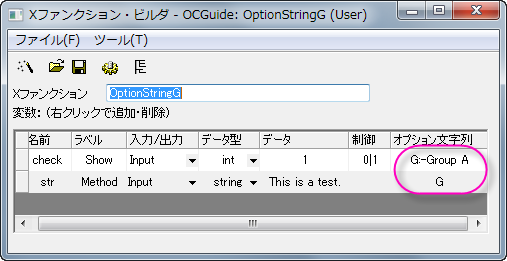 Xファンクション・ビルダ - OCGuide: OptionStringG (User)
ファイル(F) ツール(T)
Xファンクション OptionStringG
変数: (右クリックで追加・削除)
名前 ラベル 入力/出力 データ型 データ 制御 オプション文字列
check Show Input int 1 0|1 G:-Group A
str Method Input string This is a test. G